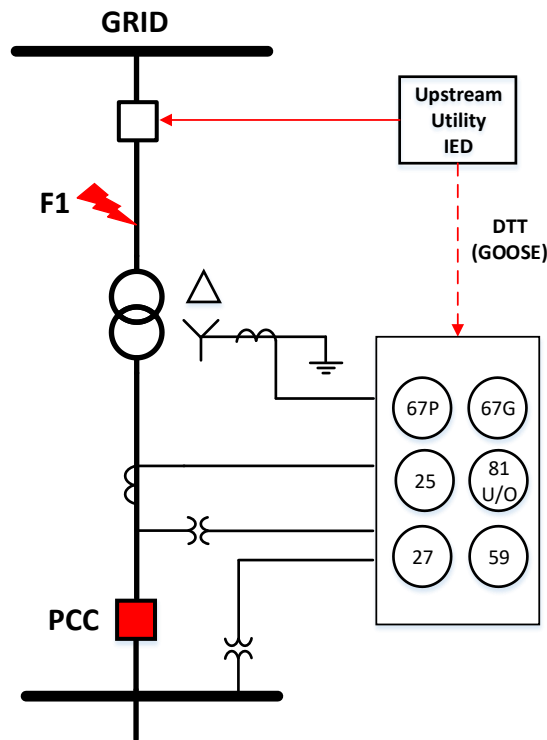 GRID
Upstream
Utility
IED
F1
DTT
(GOOSE)
67P
67G
25
81
U/O
27
59
PCC